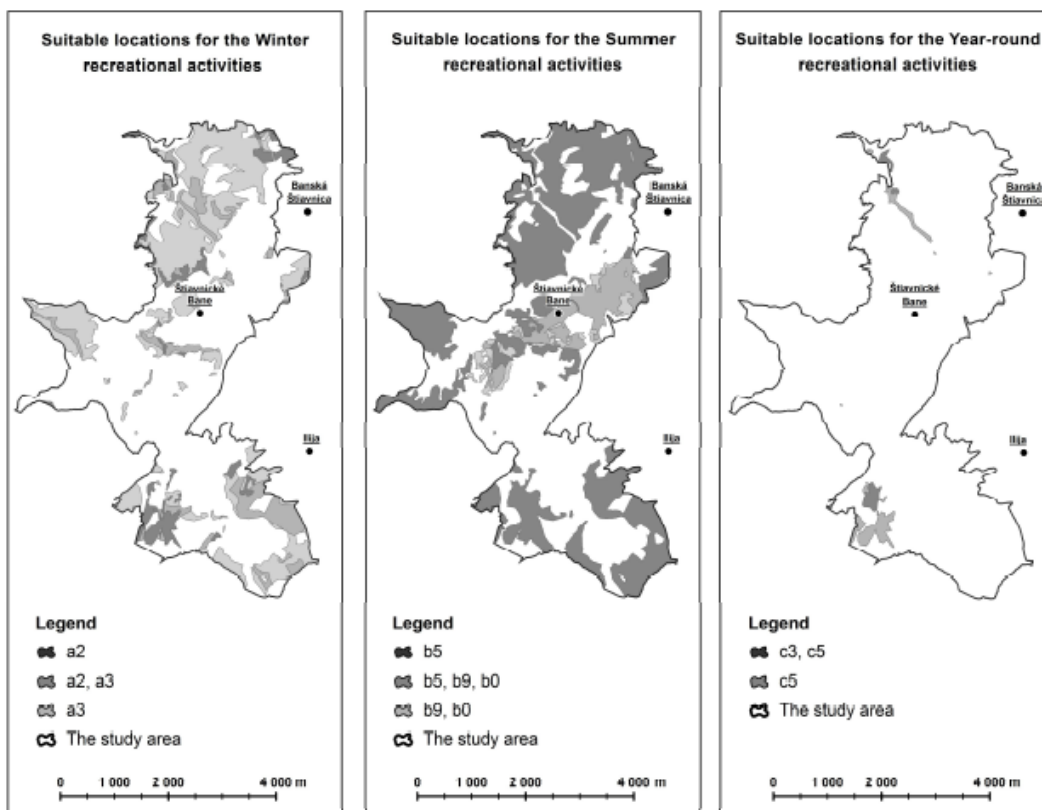 Suitable locations for the Winter
recreational activities
Banská
Štiavnica
Štiavnické
Bane
Ilija
Legend
a2
a2, a3
a3
The study area
0 1 000 2 000 4 000 m
Suitable locations for the Summer
recreational activities
Banská
Štiavnica
Štiavnické
Bane
Ilija
Legend
b5
b5, b9, b0
b9, b0
The study area
0 1 000 2 000 4 000 m
Suitable locations for the Year-round
recreational activities
Banská
Štiavnica
Štiavnické
Bane
Ilija
Legend
c3, c5
c5
The study area
0 1 000 2 000 4 000 m